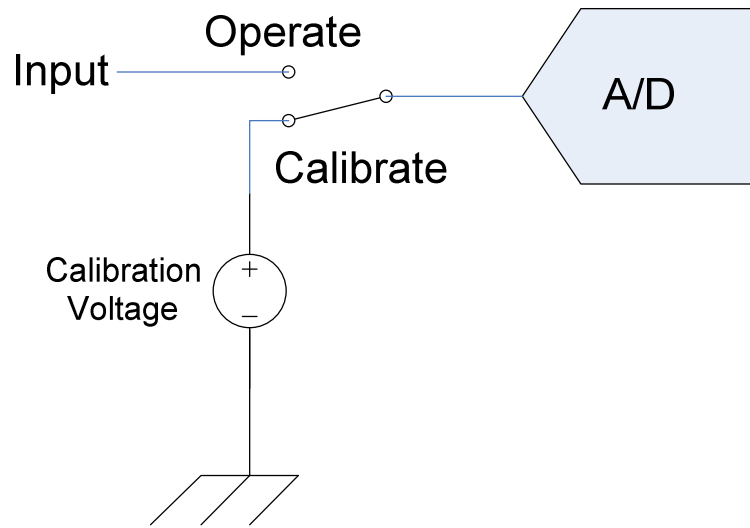 Operate
Input
A/D
Calibrate
Calibration
Voltage
+
−